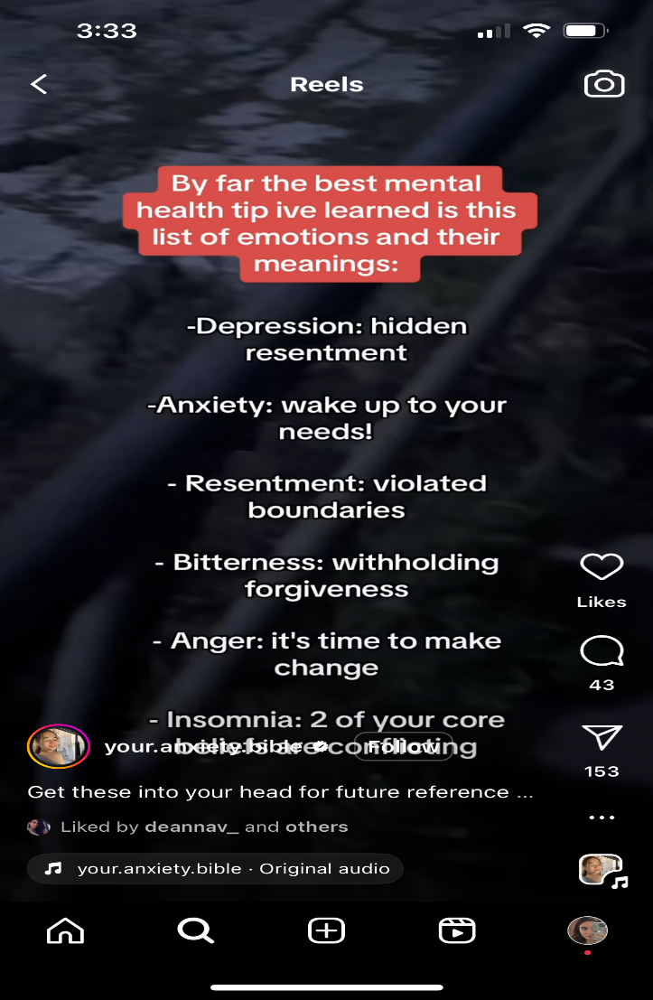 3:33
Reels
By far the best mental
health tip ive learned is this
list of emotions and their
meanings:
-Depression: hidden
resentment
-Anxiety: wake up to your
needs!
- Resentment: violated
boundaries
- Bitterness: withholding
forgiveness
- Anger: it's time to make
change
- Insomnia: 2 of your core
beliefs are conflicting
your.anxiety.bible Follow
Get these into your head for future reference ...
Liked by deannav_ and others
your.anxiety.bible · Original audio
Likes
43
153